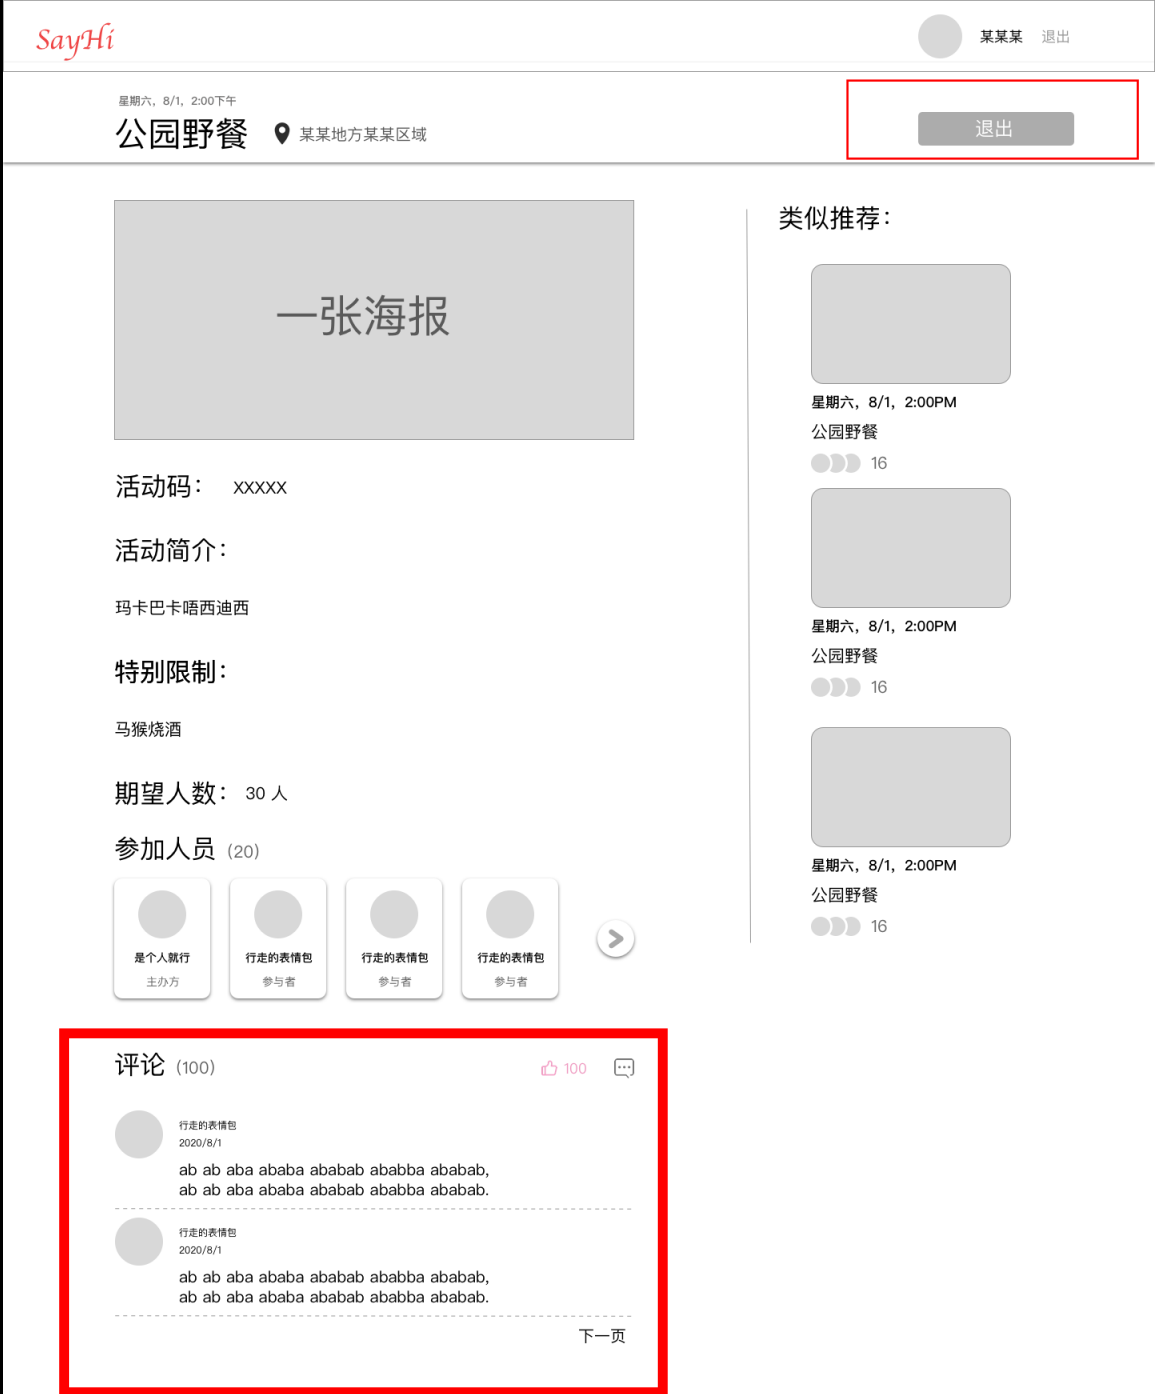 SayHi
某某某 退出
星期六，8/1，2:00下午
公园野餐 某某地方某某区域
退出
一张海报
活动码： XXXXX
活动简介：
玛卡巴卡唔西迪西
特别限制：
马猴烧酒
期望人数： 30 人
参加人员 (20)
是个人就行 行走的表情包 行走的表情包 行走的表情包
主办方 参与者 参与者 参与者
评论 (100) 100
行走的表情包
2020/8/1
ab ab aba ababa ababab ababba ababab,
ab ab aba ababa ababab ababba ababab.
行走的表情包
2020/8/1
ab ab aba ababa ababab ababba ababab,
ab ab aba ababa ababab ababba ababab.
下一页
类似推荐：
星期六，8/1，2:00PM
公园野餐
16
星期六，8/1，2:00PM
公园野餐
16
星期六，8/1，2:00PM
公园野餐
16